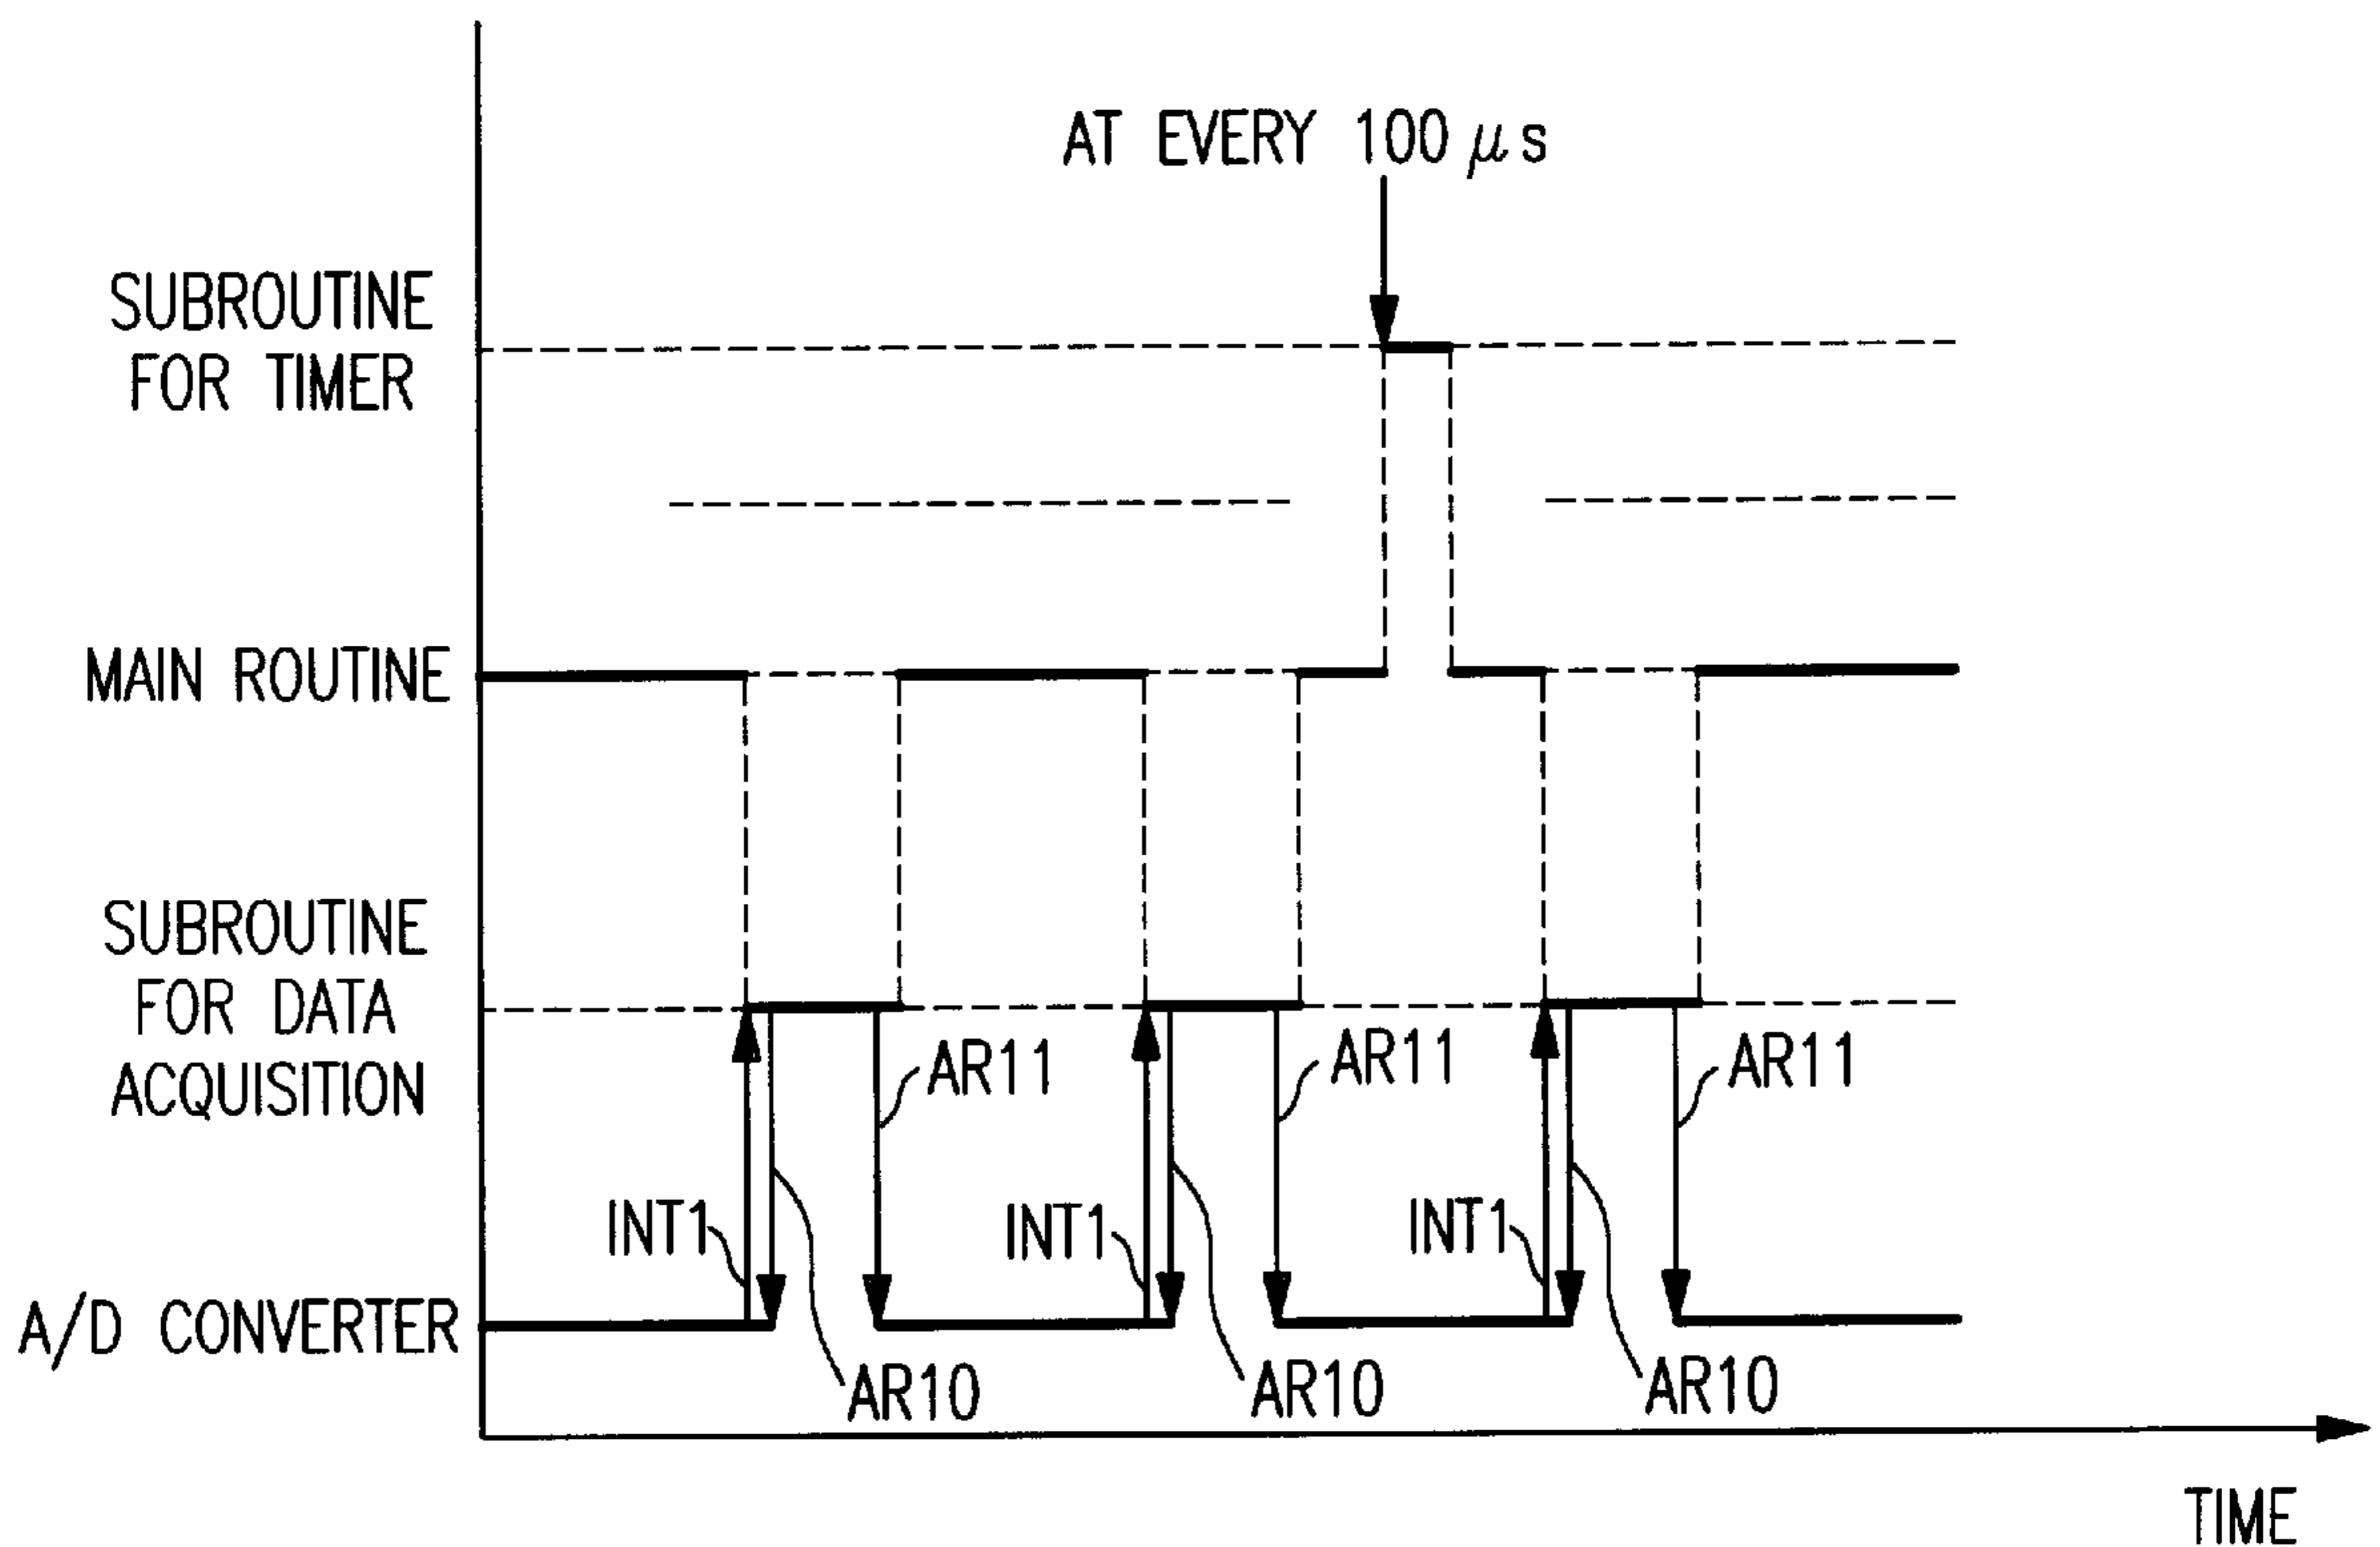 AT EVERY 100 μs
SUBROUTINE
FOR TIMER
MAIN ROUTINE
SUBROUTINE
FOR DATA
ACQUISITION
AR11
AR11
AR11
INT1
INT1
INT1
A/D CONVERTER
AR10
AR10
AR10
TIME